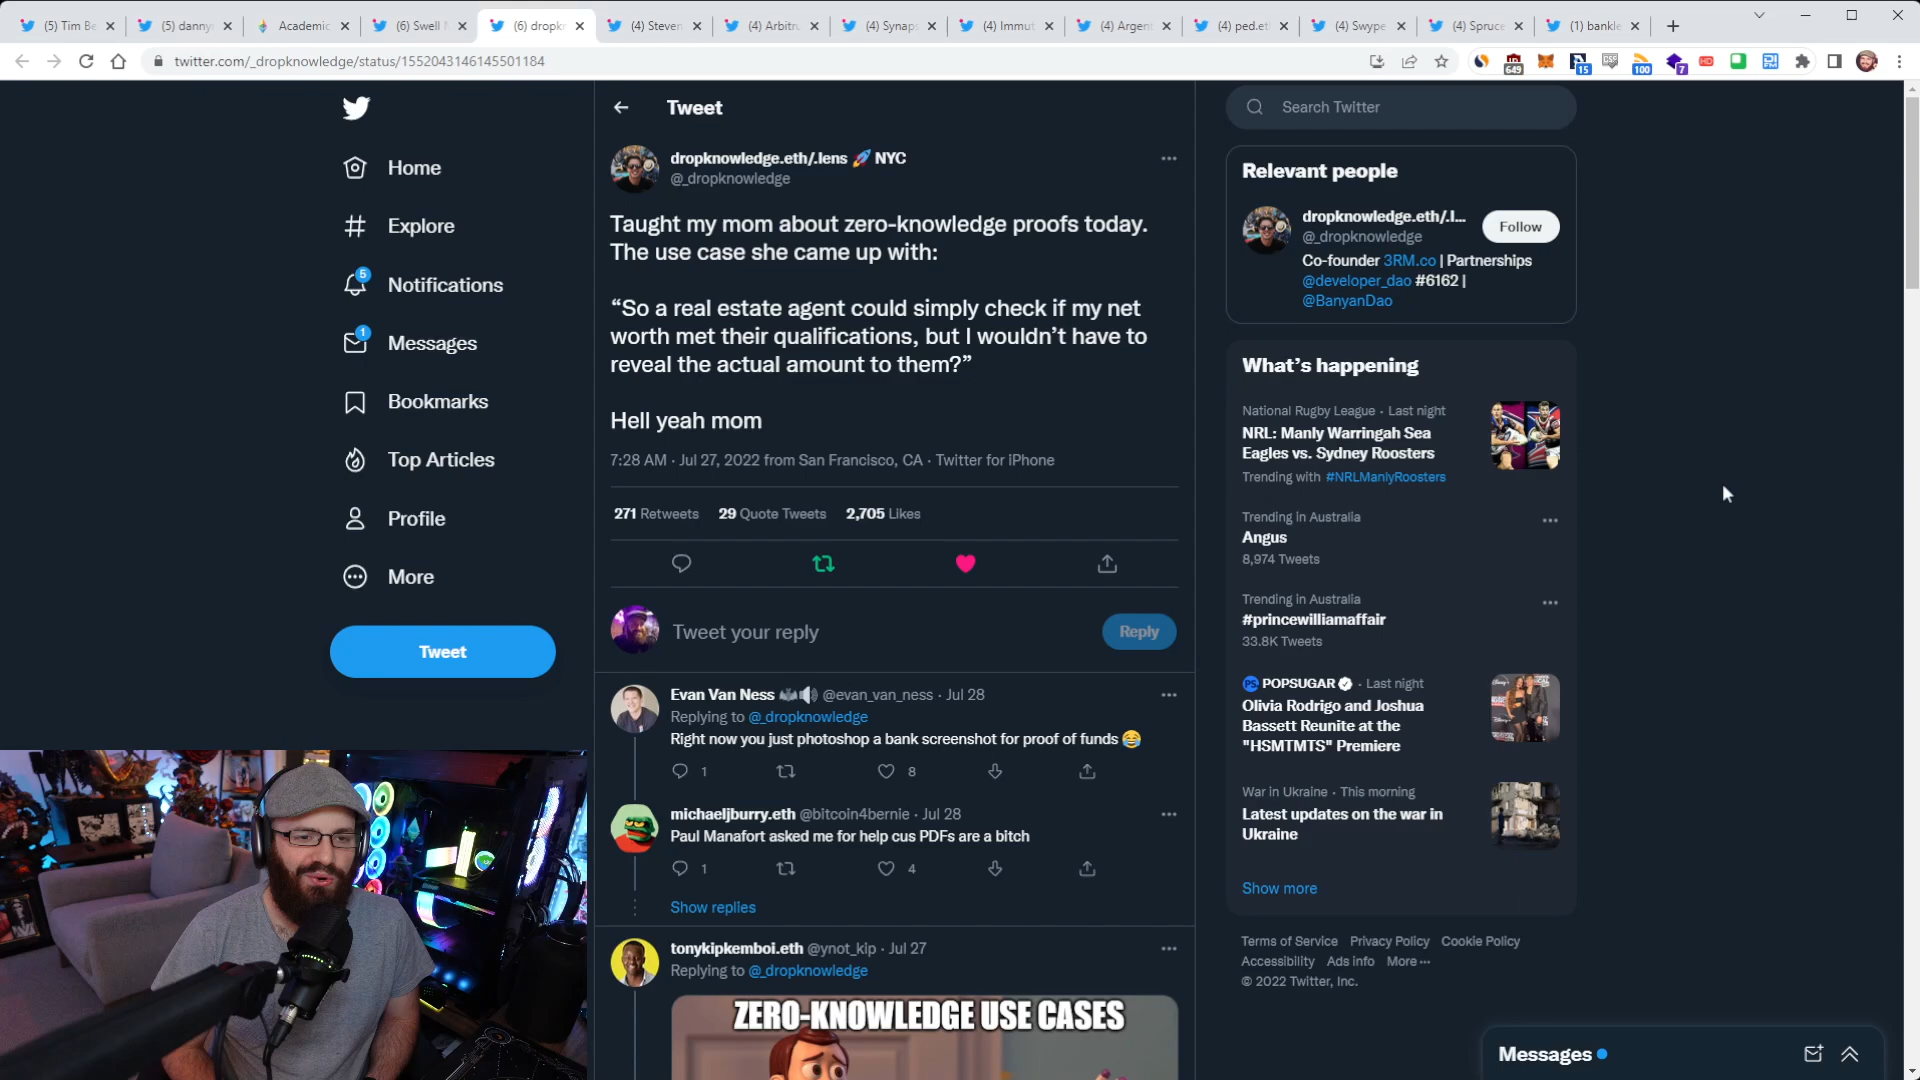 (5) Tim Be
(5) danny
Academic
(6) Swell
(6) dropk
(4) Steven
(4) Arbitr
(4) Synaps
(4) Immut
(4) Argen
(4) ped.et
(4) Swype
(4) Spruce
(1) bankle
twitter.com/_dropknowledge/status/1552043146145501184
649
15
100
7
HD
Home
Explore
5
Notifications
1
Messages
Bookmarks
Top Articles
Profile
More
Tweet
Tweet
dropknowledge.eth/.lens 🚀 NYC
@_dropknowledge
Taught my mom about zero-knowledge proofs today.
The use case she came up with:
“So a real estate agent could simply check if my net
worth met their qualifications, but I wouldn’t have to
reveal the actual amount to them?”
Hell yeah mom
7:28 AM · Jul 27, 2022 from San Francisco, CA · Twitter for iPhone
271 Retweets 29 Quote Tweets 2,705 Likes
Tweet your reply
Reply
Evan Van Ness 🦇🔊 @evan_van_ness · Jul 28
Replying to @_dropknowledge
Right now you just photoshop a bank screenshot for proof of funds 😂
1 8
michaeljburry.eth @bitcoin4bernie · Jul 28
Paul Manafort asked me for help cus PDFs are a bitch
1 4
Show replies
tonykipkemboi.eth @ynot_kip · Jul 27
Replying to @_dropknowledge
ZERO-KNOWLEDGE USE CASES
Search Twitter
Relevant people
dropknowledge.eth/.l...
@_dropknowledge
Follow
Co-founder 3RM.co | Partnerships
@developer_dao #6162 |
@BanyanDao
What’s happening
National Rugby League · Last night
NRL: Manly Warringah Sea
Eagles vs. Sydney Roosters
Trending with #NRLManlyRoosters
Trending in Australia
Angus
8,974 Tweets
Trending in Australia
#princewilliamaffair
33.8K Tweets
PS. POPSUGAR · Last night
Olivia Rodrigo and Joshua
Bassett Reunite at the
"HSMTMTS" Premiere
War in Ukraine · This morning
Latest updates on the war in
Ukraine
Show more
Terms of Service Privacy Policy Cookie Policy
Accessibility Ads info More ···
© 2022 Twitter, Inc.
Messages